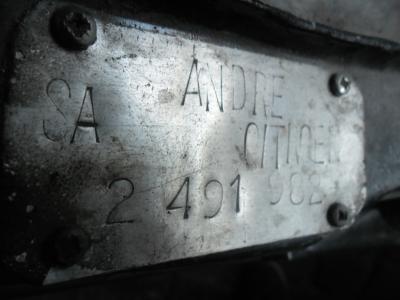 SA ANDRE
CITROEN
2 491 982